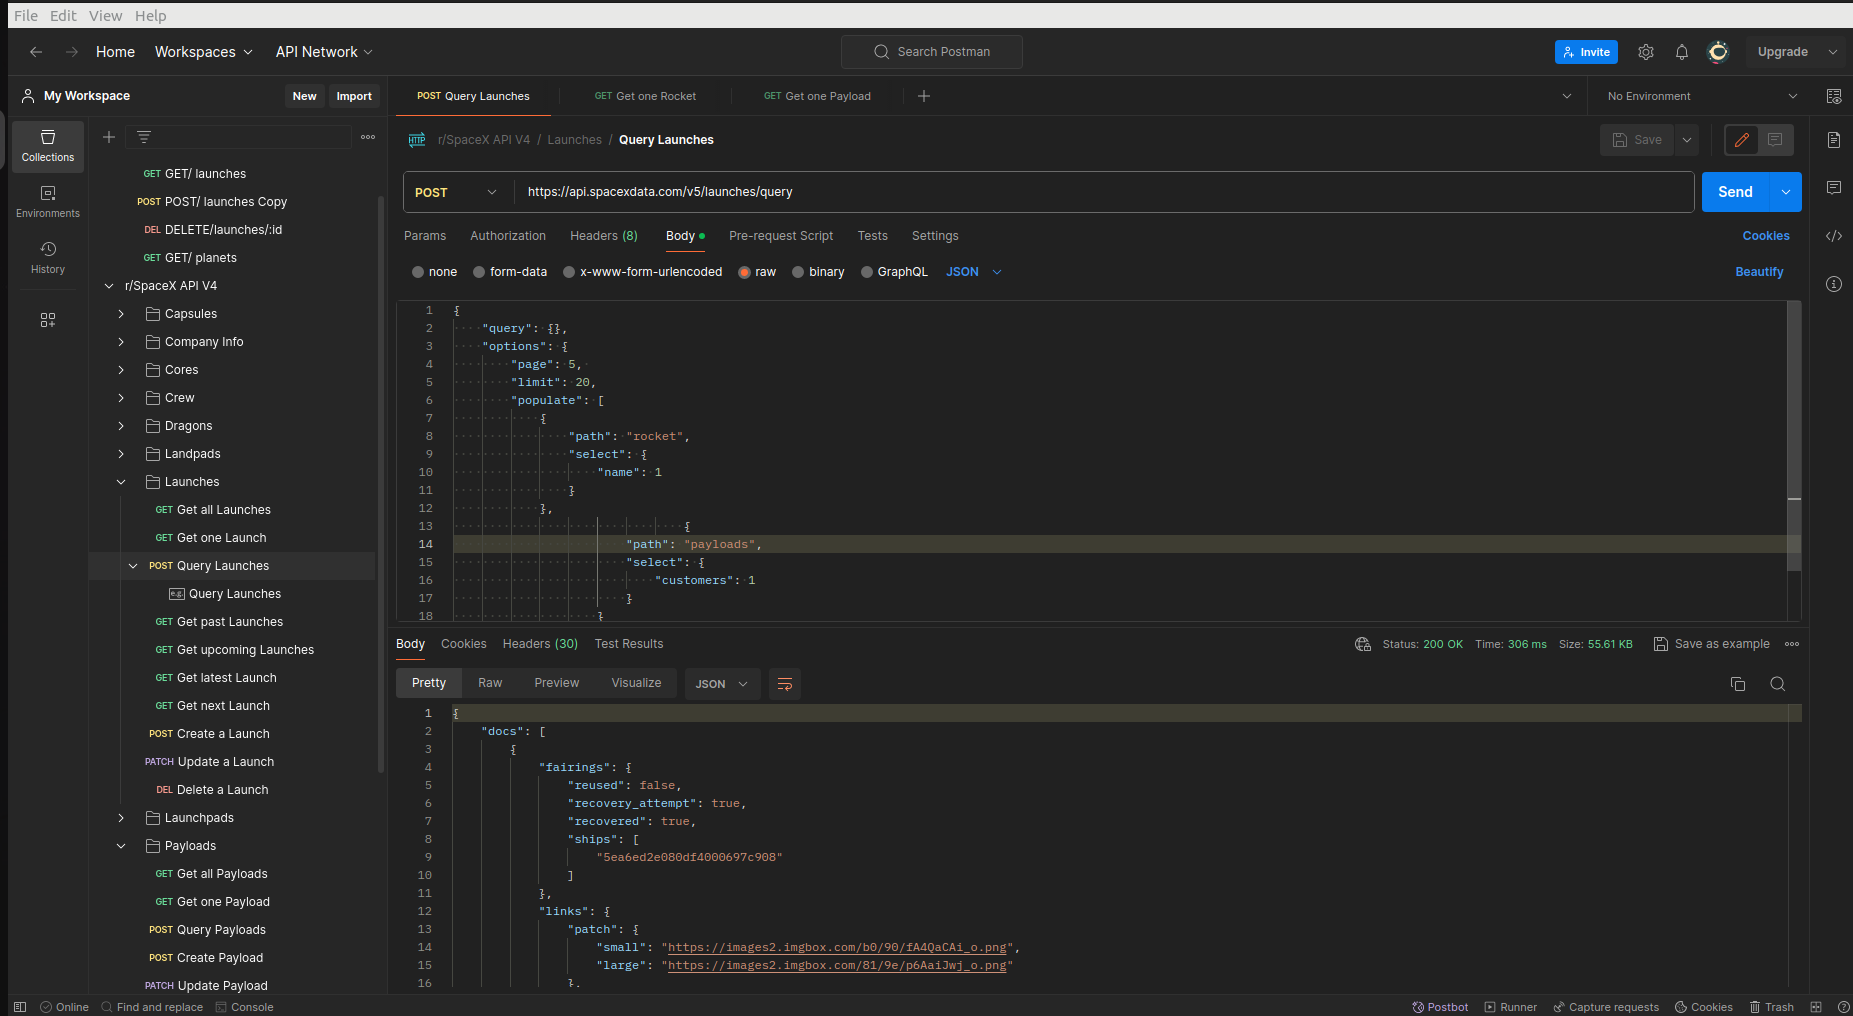 File Edit View Help
Home Workspaces API Network Search Postman Invite Upgrade
My Workspace New Import
POST Query Launches GET Get one Rocket GET Get one Payload No Environment
Collections
Environments
History
GET GET/ launches
POST POST/ launches Copy
DEL DELETE/launches/:id
GET GET/ planets
r/SpaceX API V4
Capsules
Company Info
Cores
Crew
Dragons
Landpads
Launches
GET Get all Launches
GET Get one Launch
POST Query Launches
e.g. Query Launches
GET Get past Launches
GET Get upcoming Launches
GET Get latest Launch
GET Get next Launch
POST Create a Launch
PATCH Update a Launch
DEL Delete a Launch
Launchpads
Payloads
GET Get all Payloads
GET Get one Payload
POST Query Payloads
POST Create Payload
PATCH Update Payload
HTTP r/SpaceX API V4 / Launches / Query Launches Save
POST https://api.spacexdata.com/v5/launches/query Send
Params Authorization Headers (8) Body Pre-request Script Tests Settings Cookies
none form-data x-www-form-urlencoded raw binary GraphQL JSON Beautify
1 {
2 "query": {},
3 "options": {
4 "page": 5,
5 "limit": 20,
6 "populate": [
7 {
8 "path": "rocket",
9 "select": {
10 "name": 1
11 }
12 },
13 {
14 "path": "payloads",
15 "select": {
16 "customers": 1
17 }
18 }
Body Cookies Headers (30) Test Results Status: 200 OK Time: 306 ms Size: 55.61 KB Save as example
Pretty Raw Preview Visualize JSON
1 {
2 "docs": [
3 {
4 "fairings": {
5 "reused": false,
6 "recovery_attempt": true,
7 "recovered": true,
8 "ships": [
9 "5ea6ed2e080df4000697c908"
10 ]
11 },
12 "links": {
13 "patch": {
14 "small": "https://images2.imgbox.com/b0/90/fA4QaCAi_o.png",
15 "large": "https://images2.imgbox.com/81/9e/p6AaiJwj_o.png"
16 },
Online Find and replace Console Postbot Runner Capture requests Cookies Trash